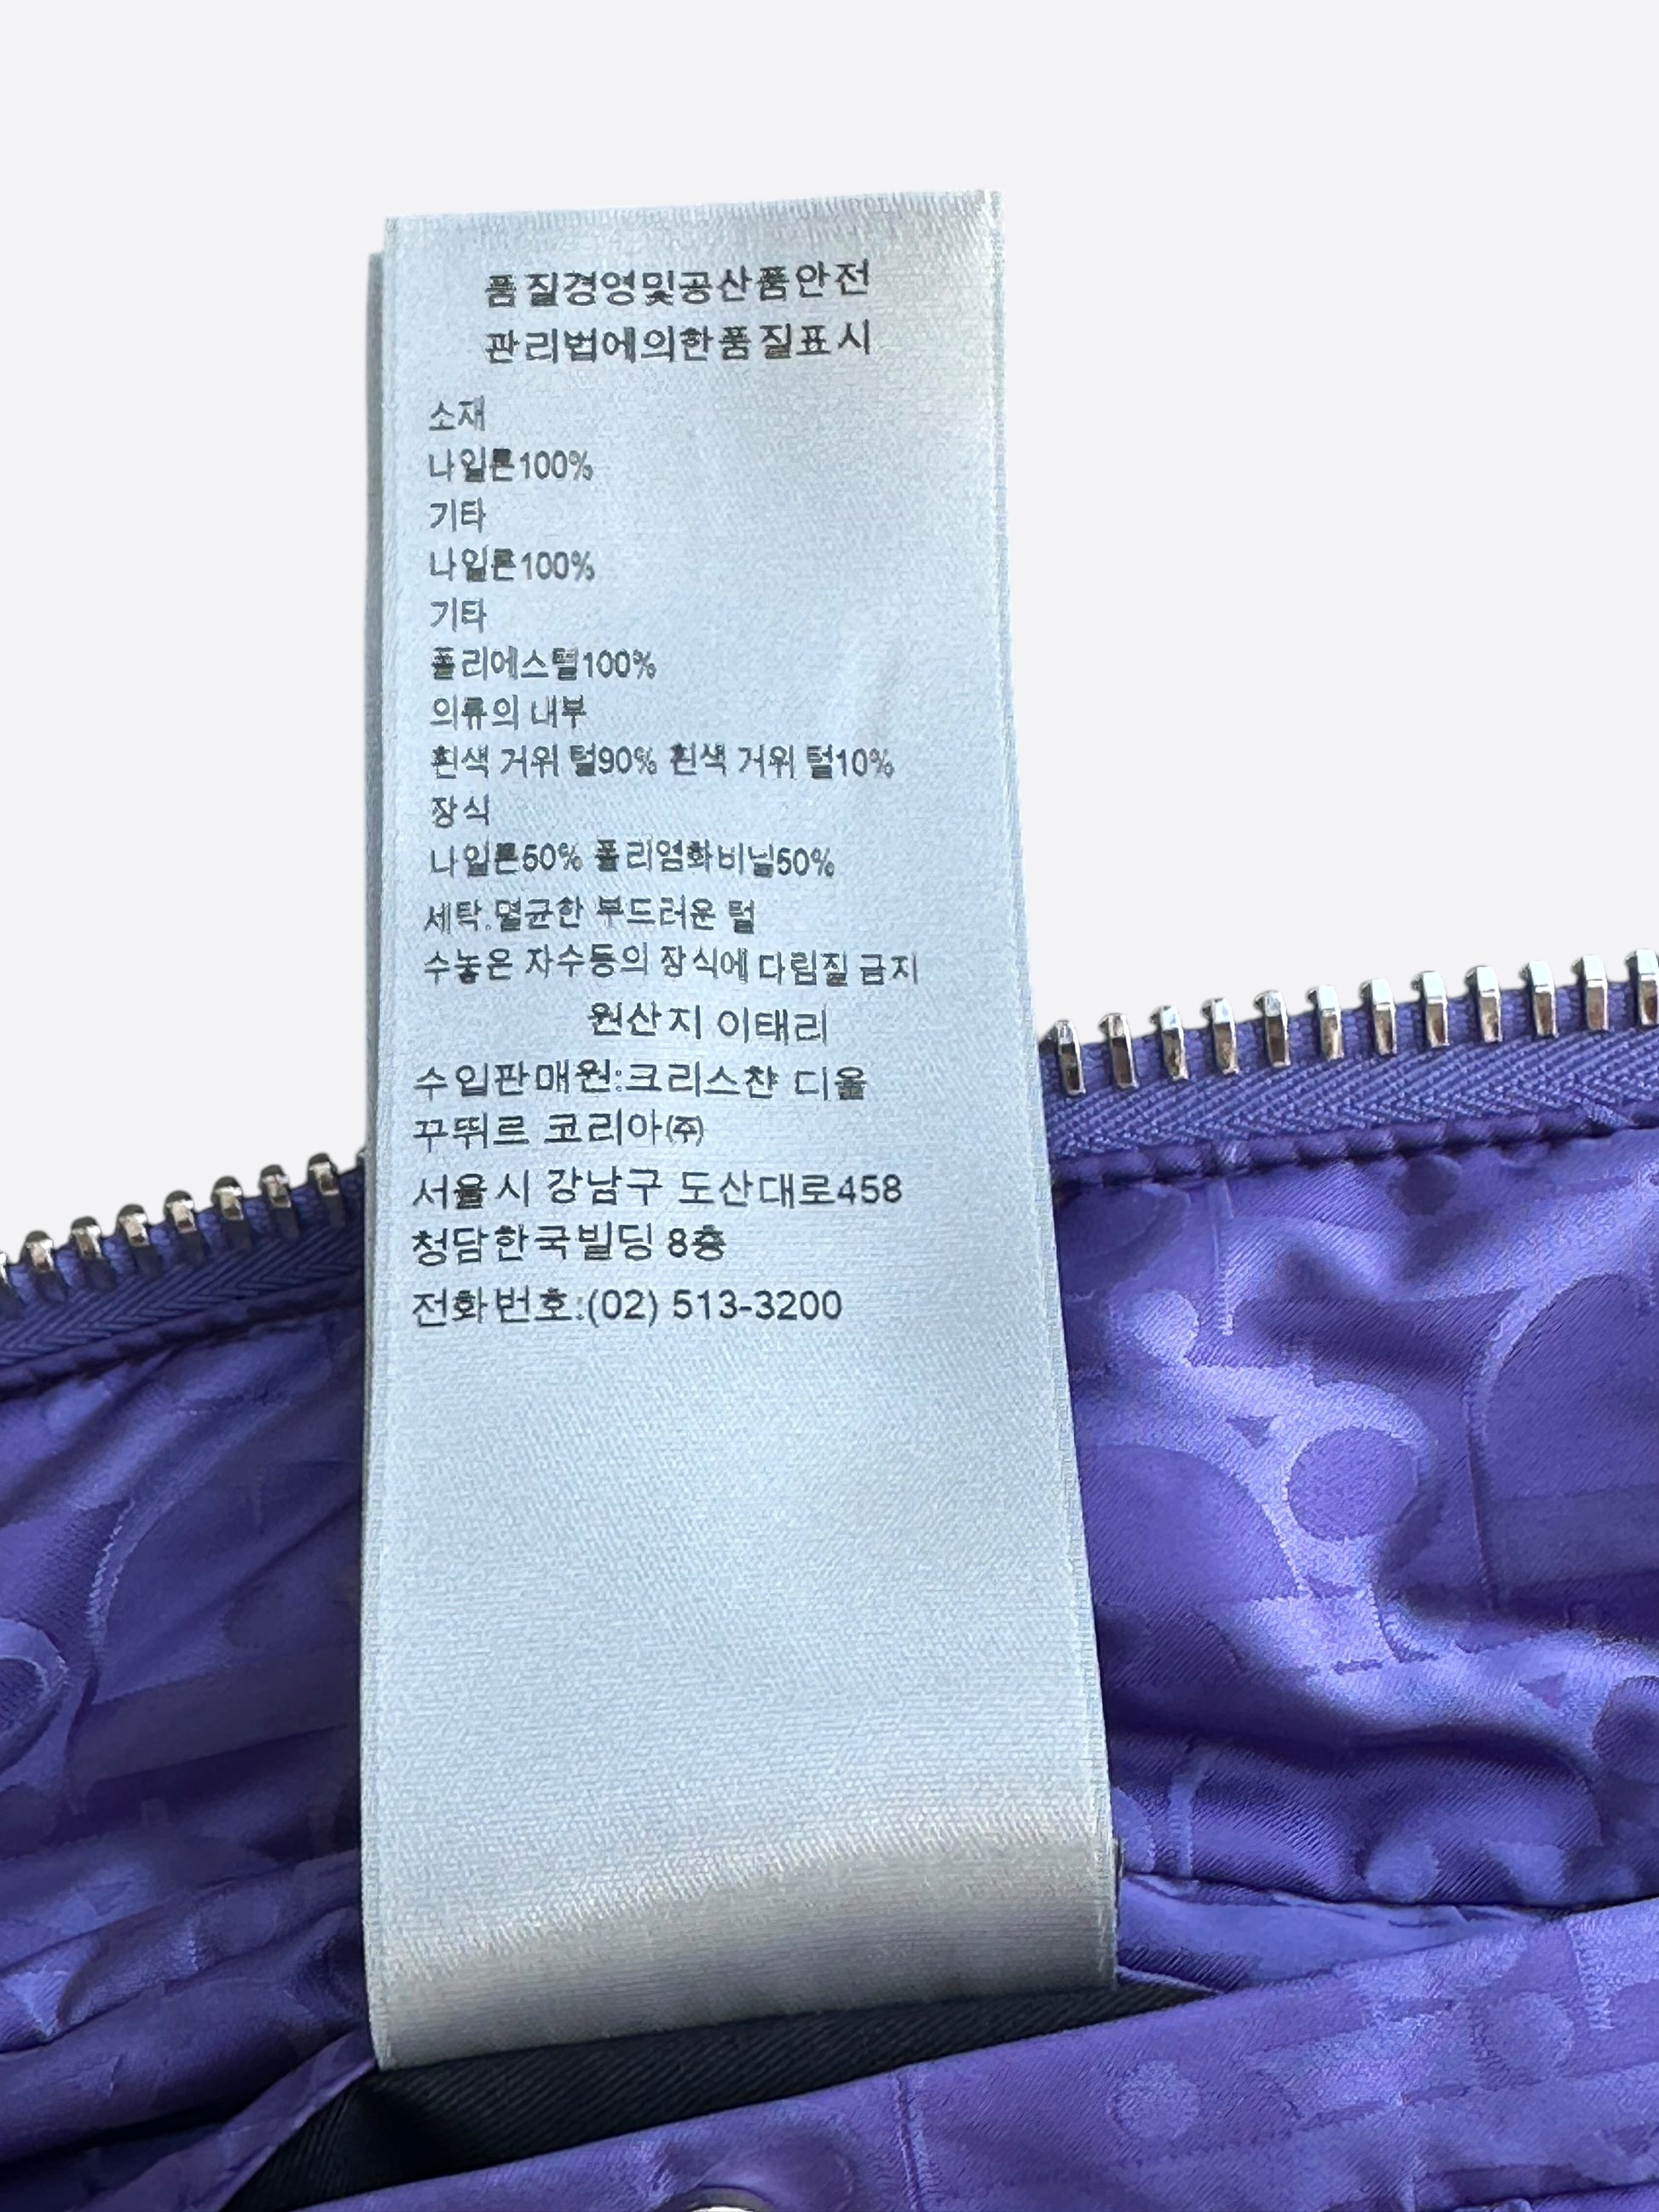 품질경영및공산품안전
관리법에의한품질표시
소재
나일론100%
기타
나일론100%
기타
폴리에스털100%
의류의 내부
흰색 거위 털90% 흰색 거위 털10%
장식
나일론50% 폴리염화비닐50%
세탁:멸균한 부드러운 털
수놓은 자수등의 장식에 다림질 금지
원산지 이태리
수입판매원:크리스챤 디올
꾸뛰르 코리아㈜
서울시 강남구 도산대로458
청담한국빌딩 8층
전화번호:(02) 513-3200